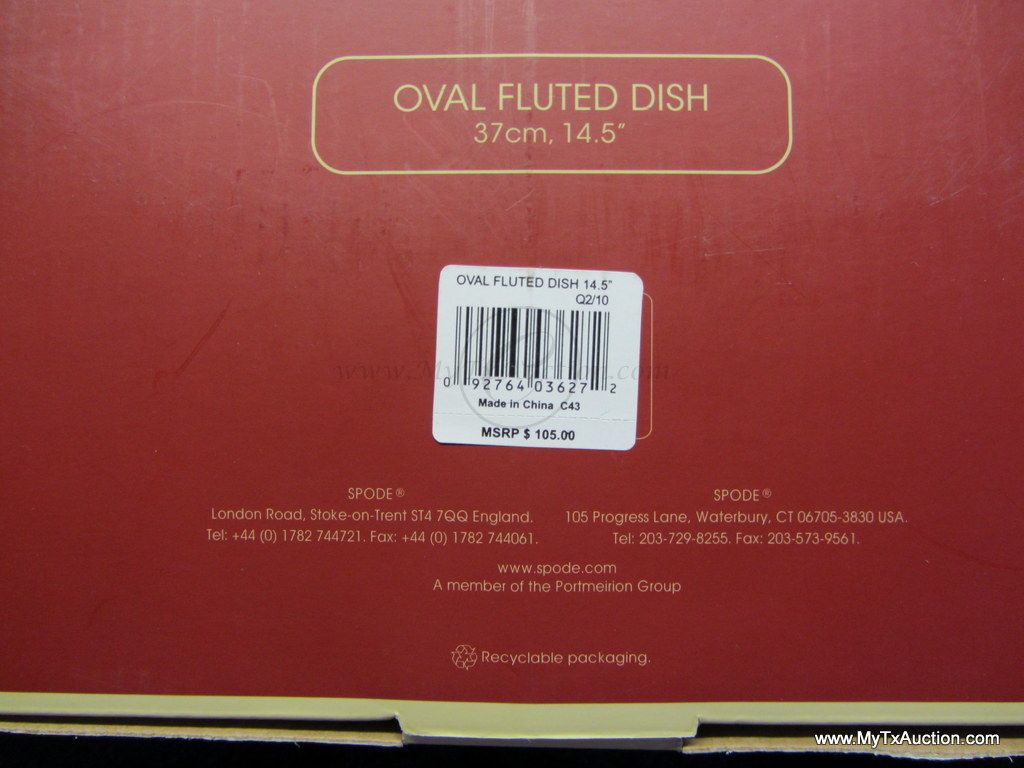 OVAL FLUTED DISH
37cm, 14.5"
OVAL FLUTED DISH 14.5"
Q2/10
0 92764 03627 2
Made in China C43
MSRP $ 105.00
www.MyTxAuction.com
SPODE®
London Road, Stoke-on-Trent ST4 7QQ England.
Tel: +44 (0) 1782 744721. Fax: +44 (0) 1782 744061.
SPODE®
105 Progress Lane, Waterbury, CT 06705-3830 USA.
Tel: 203-729-8255. Fax: 203-573-9561.
www.spode.com
A member of the Portmeirion Group
Recyclable packaging.
www.MyTxAuction.com